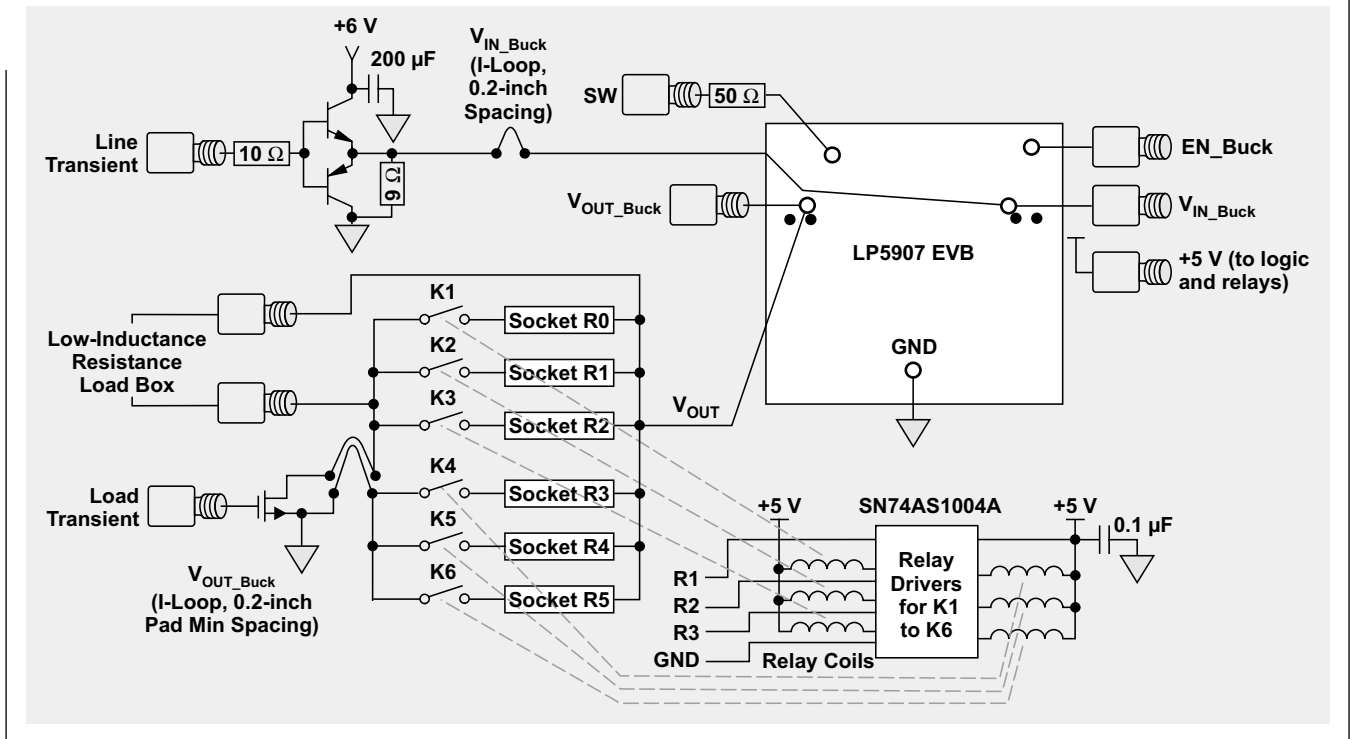 +6 V
200 µF
V_IN_Buck
(I-Loop,
0.2-inch
Spacing)
Line
Transient
10 Ω
9 Ω
SW
50 Ω
EN_Buck
V_OUT_Buck
V_IN_Buck
LP5907 EVB
+5 V (to logic
and relays)
GND
Low-Inductance
Resistance
Load Box
K1
Socket R0
K2
Socket R1
K3
Socket R2
V_OUT
K4
Socket R3
K5
Socket R4
K6
Socket R5
Load
Transient
V_OUT_Buck
(I-Loop, 0.2-inch
Pad Min Spacing)
+5 V
SN74AS1004A
+5 V
0.1 µF
Relay
Drivers
for K1
to K6
R1
R2
R3
GND
Relay Coils